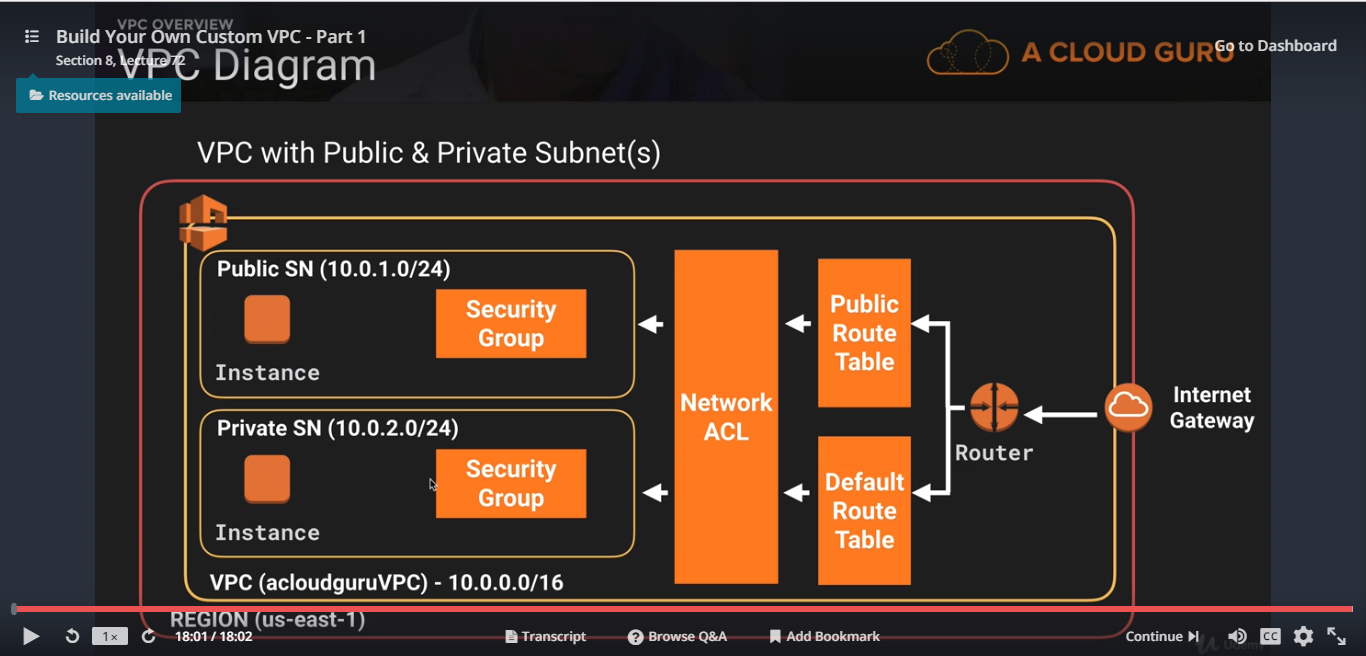 VPC OVERVIEW
Build Your Own Custom VPC - Part 1
Section 8, Lecture 72
VPC Diagram
A CLOUD GURU
Go to Dashboard
Resources available
VPC with Public & Private Subnet(s)
Public SN (10.0.1.0/24)
Security
Group
Instance
Private SN (10.0.2.0/24)
Security
Group
Instance
Network
ACL
Public
Route
Table
Default
Route
Table
Router
Internet
Gateway
VPC (acloudguruVPC) - 10.0.0.0/16
REGION (us-east-1)
1×
18:01 / 18:02
Transcript
? Browse Q&A
Add Bookmark
Continue
CC
Udemy